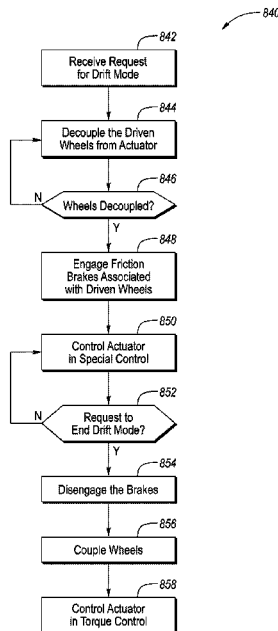 840
842
Receive Request
for Drift Mode
844
Decouple the Driven
Wheels from Actuator
846
N
Wheels Decoupled?
Y
848
Engage Friction
Brakes Associated
with Driven Wheels
850
Control Actuator
in Special Control
852
N
Request to
End Drift Mode?
Y
854
Disengage the Brakes
856
Couple Wheels
858
Control Actuator
in Torque Control